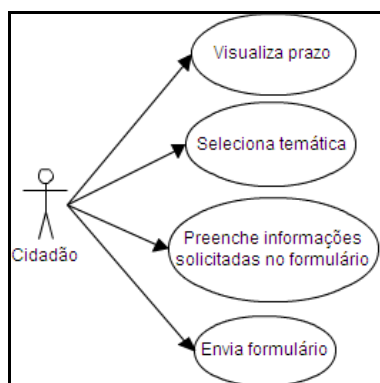 Visualiza prazo
Seleciona temática
Cidadão
Preenche informações
solicitadas no formulário
Envia formulário